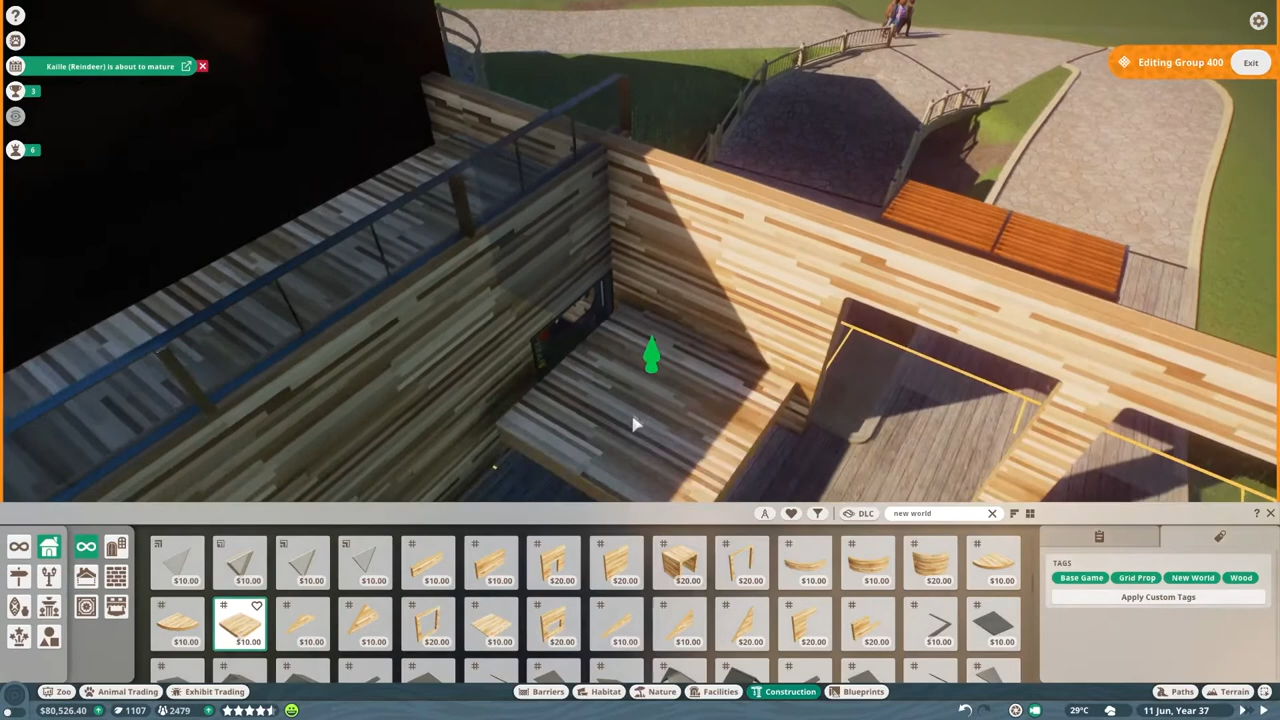 ?
Kaille (Reindeer) is about to mature
3
6
Editing Group 400
Exit
DLC
new world
?
$10.00 $10.00 $10.00 $10.00 $10.00 $10.00 $20.00 $20.00 $20.00 $20.00 $10.00 $20.00 $20.00 $10.00
TAGS
Base Game Grid Prop New World Wood
Apply Custom Tags
$10.00 $10.00 $10.00 $10.00 $20.00 $10.00 $20.00 $10.00 $10.00 $20.00 $20.00 $20.00 $10.00 $10.00
Zoo Animal Trading Exhibit Trading Barriers Habitat Nature Facilities Construction Blueprints Paths Terrain
$80,526.40 1107 2479 29°C 11 Jun, Year 37